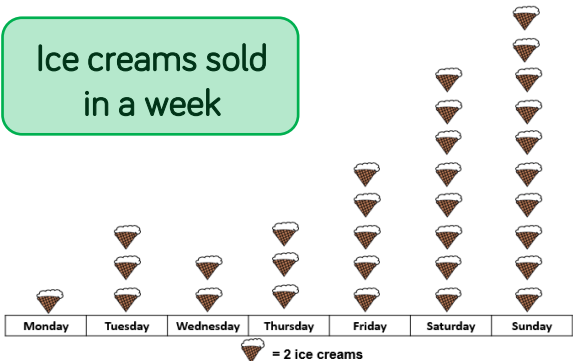 Ice creams sold
in a week
Monday Tuesday Wednesday Thursday Friday Saturday Sunday
= 2 ice creams